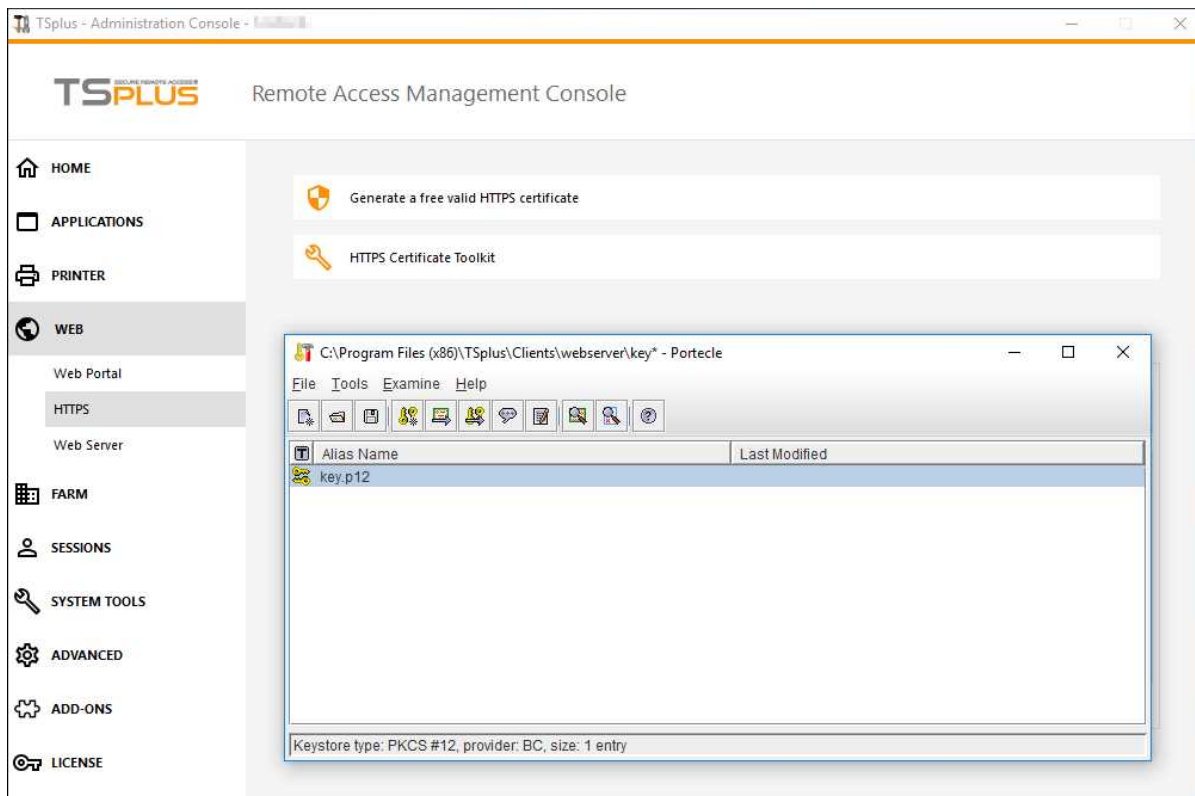 TSplus - Administration Console -
TSPLUS
SECURE REMOTE ACCESS
Remote Access Management Console
HOME
APPLICATIONS
PRINTER
WEB
Web Portal
HTTPS
Web Server
FARM
SESSIONS
SYSTEM TOOLS
ADVANCED
ADD-ONS
LICENSE
Generate a free valid HTTPS certificate
HTTPS Certificate Toolkit
C:\Program Files (x86)\TSplus\Clients\webserver\key* - Portecle
File Tools Examine Help
T Alias Name Last Modified
key.p12
Keystore type: PKCS #12, provider: BC, size: 1 entry